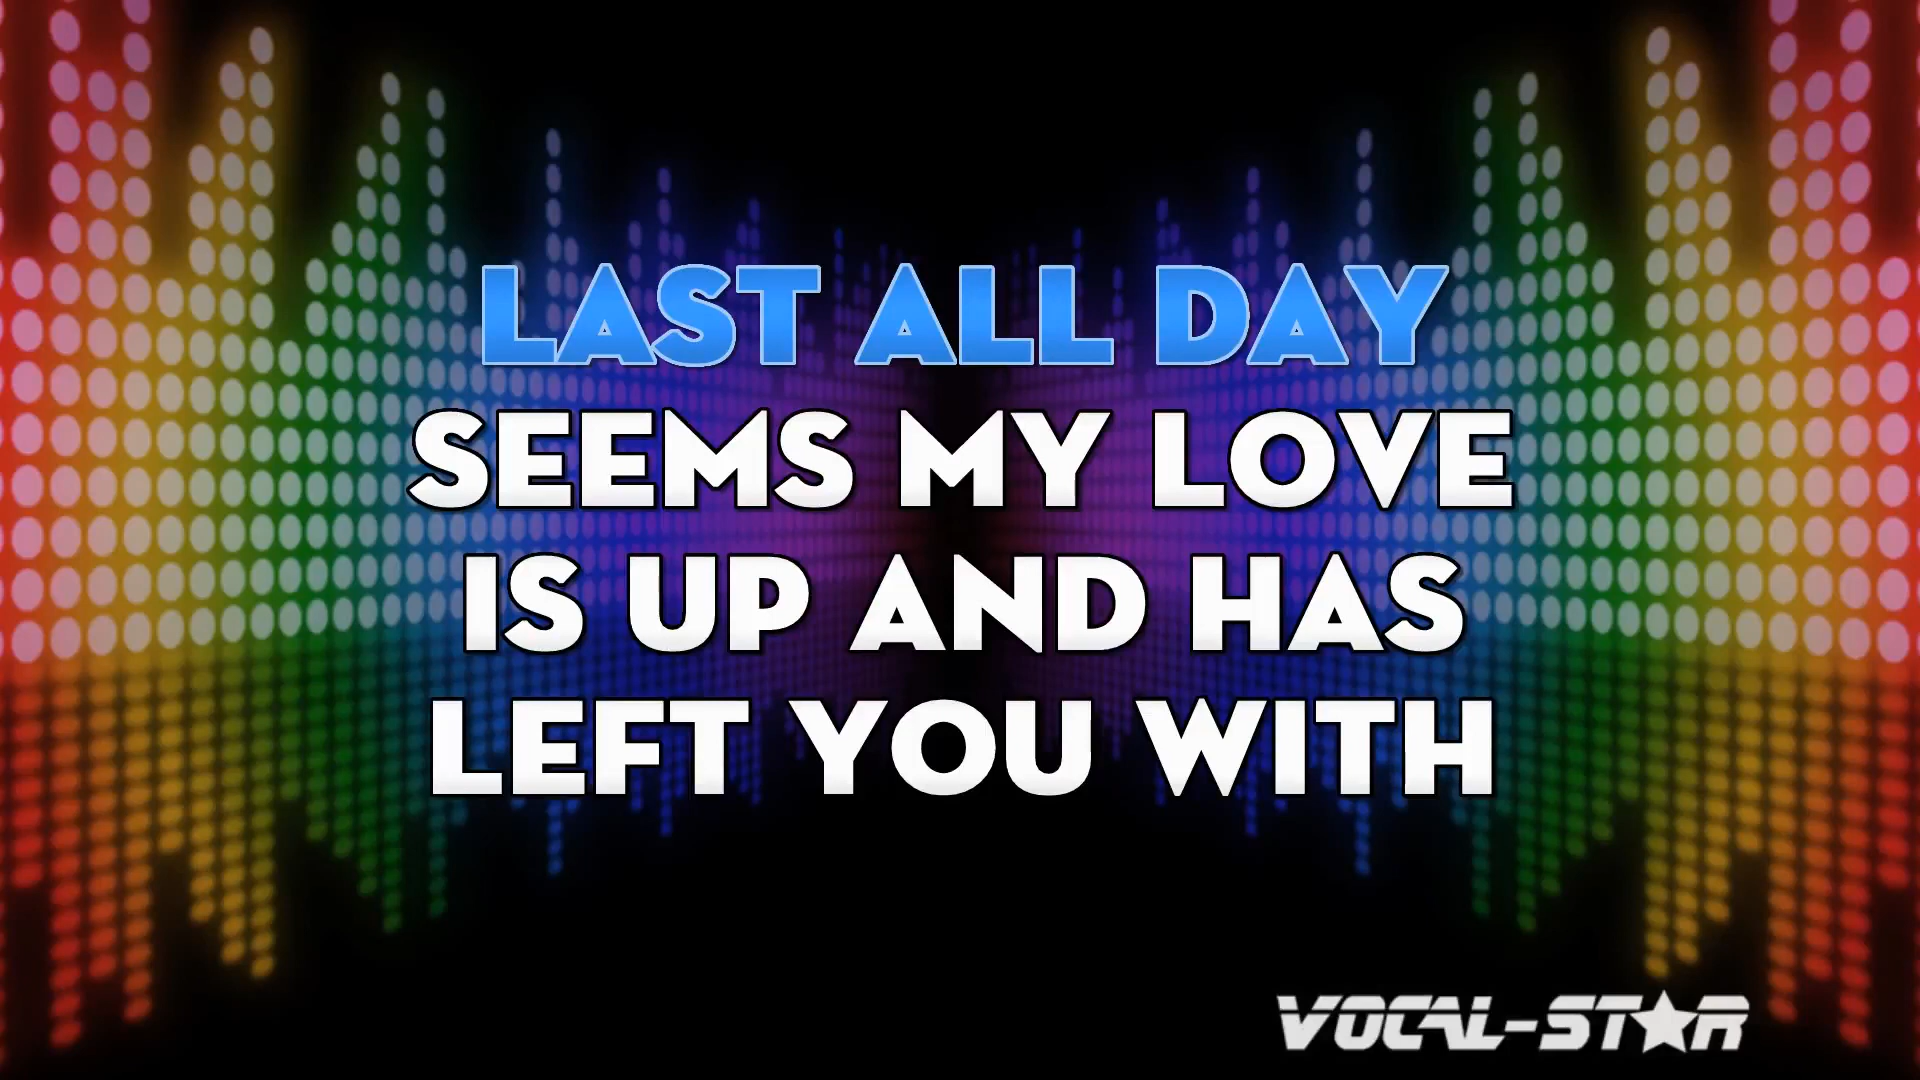 LAST ALL DAY
SEEMS MY LOVE
IS UP AND HAS
LEFT YOU WITH
VOCAL-STAR